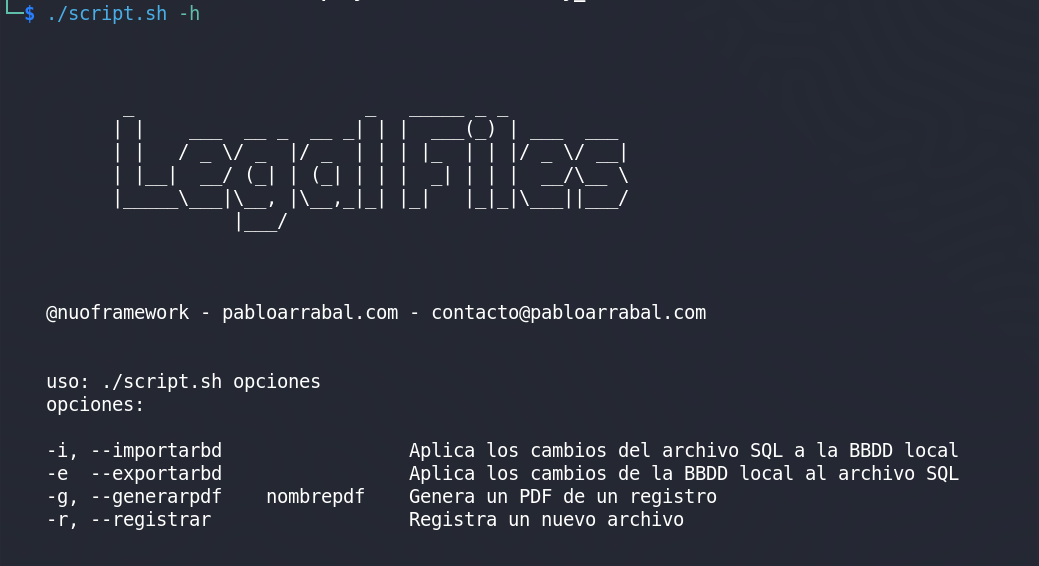 $ ./script.sh -h
LegalFiles
@nuoframework - pabloarrabal.com - contacto@pabloarrabal.com
uso: ./script.sh opciones
opciones:
-i, --importarbd Aplica los cambios del archivo SQL a la BBDD local
-e --exportarbd Aplica los cambios de la BBDD local al archivo SQL
-g, --generarpdf nombrepdf Genera un PDF de un registro
-r, --registrar Registra un nuevo archivo